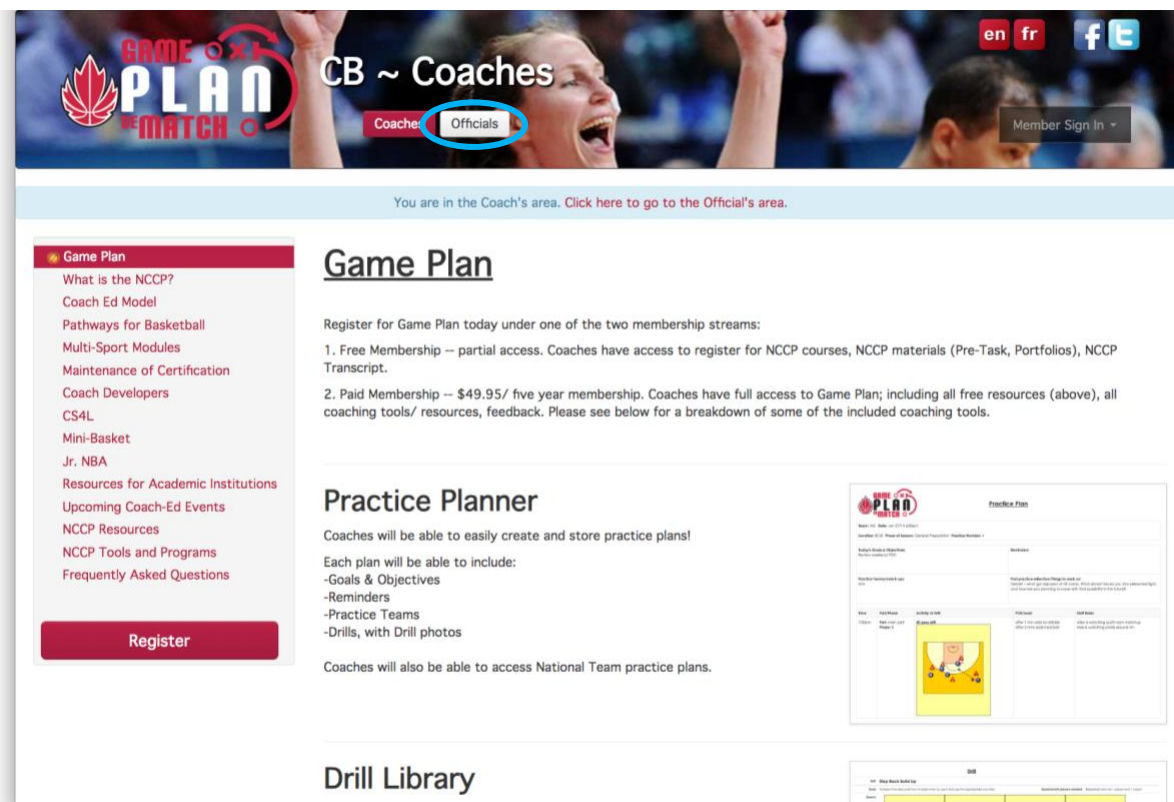 GAME
PLAN
DE MATCH
CB ~ Coaches
Coaches
Officials
en fr
Member Sign In
You are in the Coach's area. Click here to go to the Official's area.
Game Plan
What is the NCCP?
Coach Ed Model
Pathways for Basketball
Multi-Sport Modules
Maintenance of Certification
Coach Developers
CS4L
Mini-Basket
Jr. NBA
Resources for Academic Institutions
Upcoming Coach-Ed Events
NCCP Resources
NCCP Tools and Programs
Frequently Asked Questions
Register
Game Plan
Register for Game Plan today under one of the two membership streams:
1. Free Membership -- partial access. Coaches have access to register for NCCP courses, NCCP materials (Pre-Task, Portfolios), NCCP
Transcript.
2. Paid Membership -- $49.95/ five year membership. Coaches have full access to Game Plan; including all free resources (above), all
coaching tools/ resources, feedback. Please see below for a breakdown of some of the included coaching tools.
Practice Planner
Coaches will be able to easily create and store practice plans!
Each plan will be able to include:
-Goals & Objectives
-Reminders
-Practice Teams
-Drills, with Drill photos
Coaches will also be able to access National Team practice plans.
GAME
PLAN
DE MATCH
Practice Plan
Drill Library
Drill